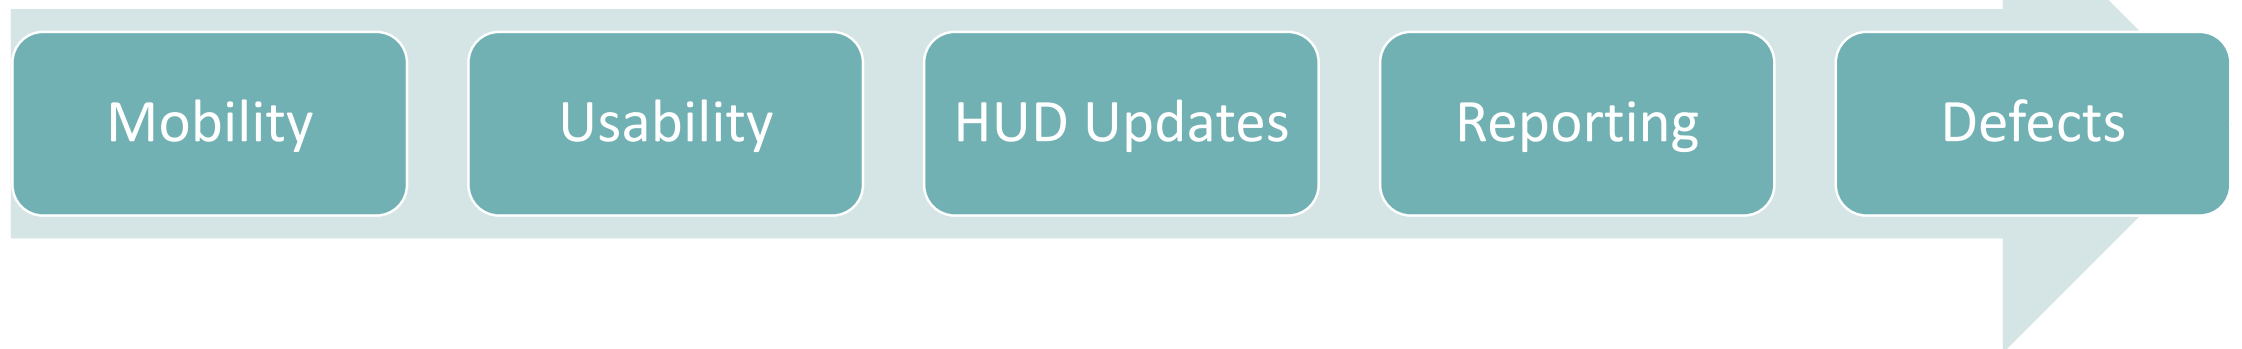 Mobility
Usability
HUD Updates
Reporting
Defects